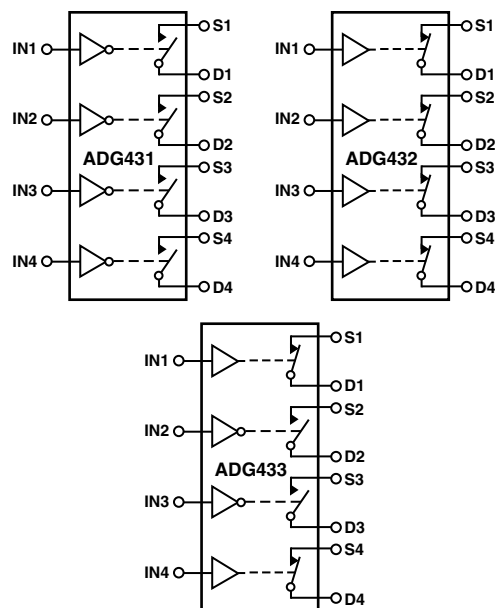 S1
IN1
D1
S2
IN2
D2
ADG431
S3
IN3
D3
S4
IN4
D4
S1
IN1
D1
S2
IN2
D2
ADG432
S3
IN3
D3
S4
IN4
D4
S1
IN1
D1
S2
IN2
D2
ADG433
S3
IN3
D3
S4
IN4
D4